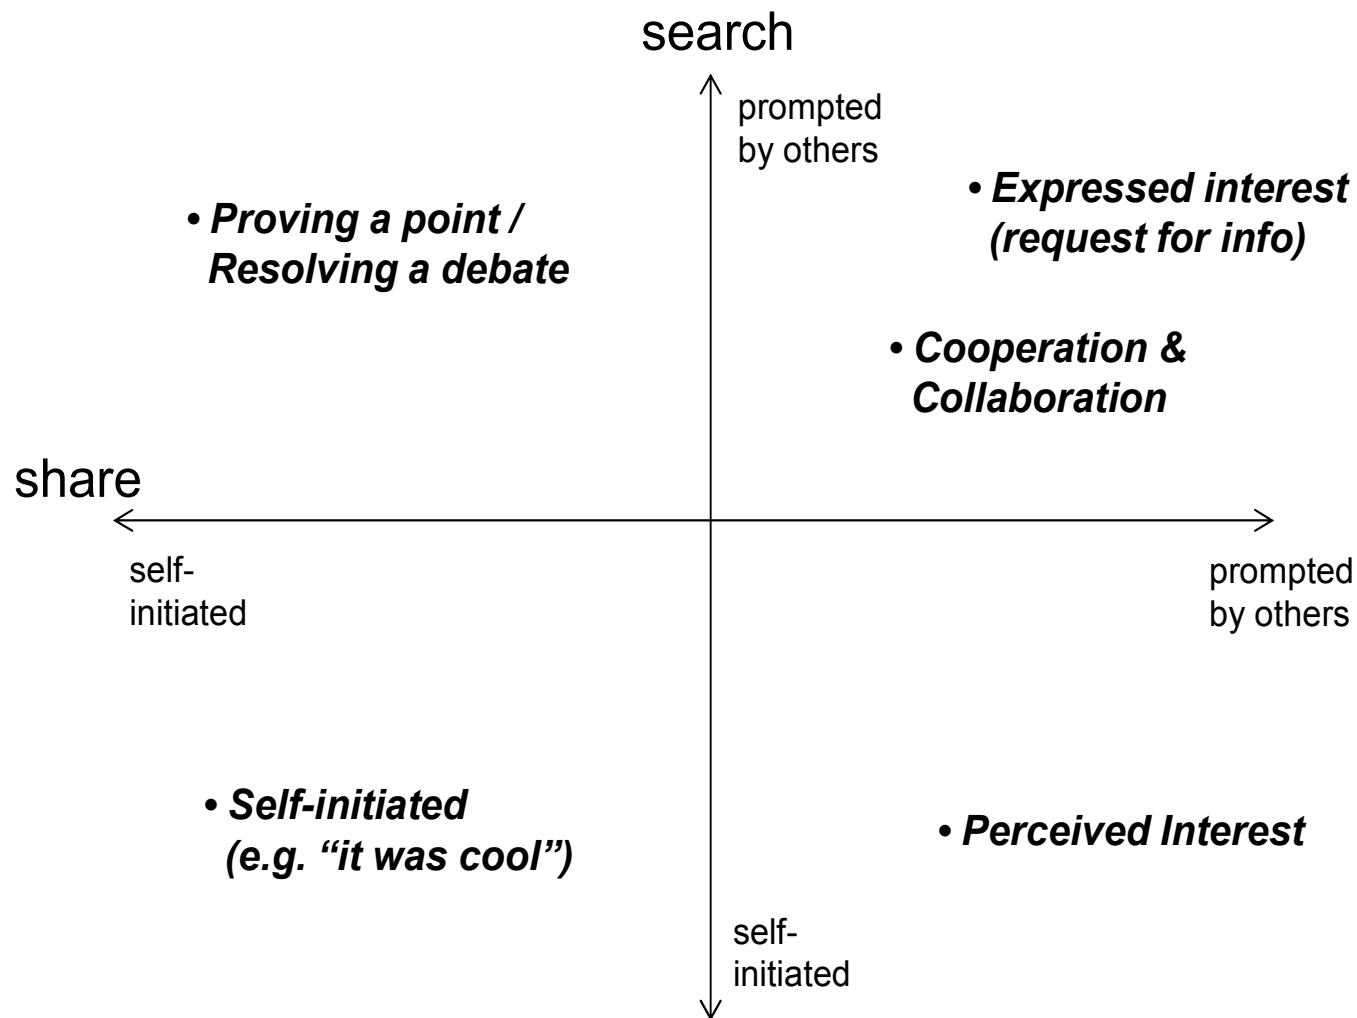 search
prompted
by others
• Expressed interest
(request for info)
• Proving a point /
Resolving a debate
• Cooperation &
Collaboration
share
self-
initiated
prompted
by others
• Self-initiated
(e.g. “it was cool”)
• Perceived Interest
self-
initiated